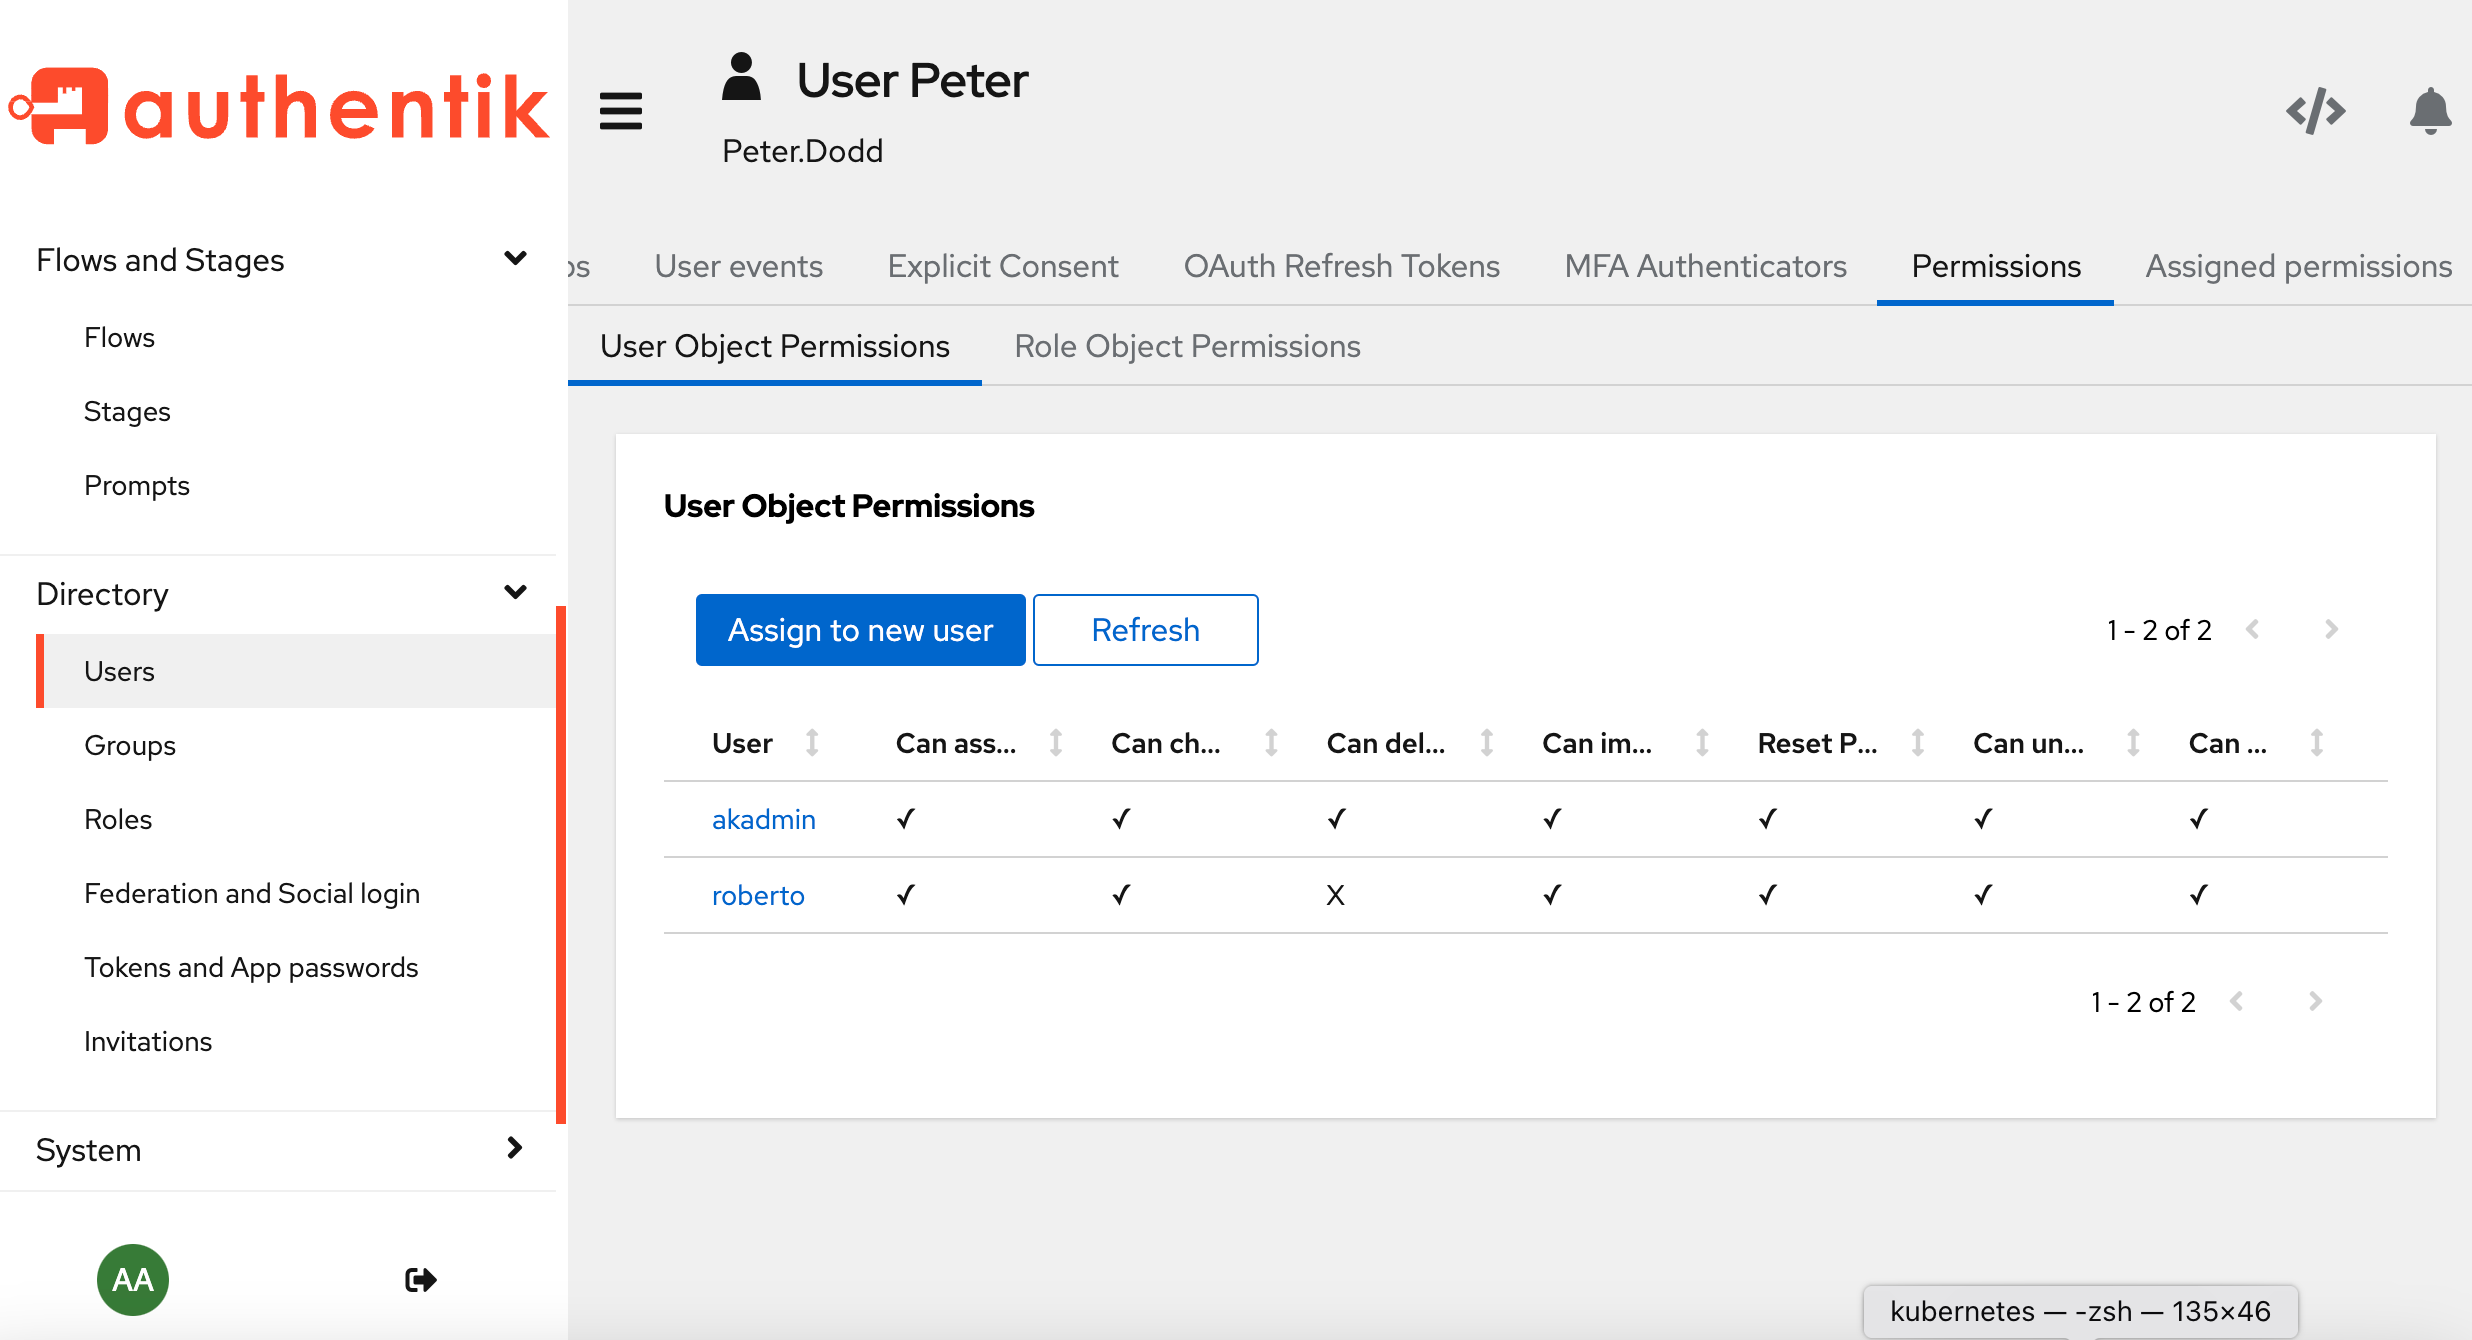 authentik
User Peter
Peter.Dodd
Flows and Stages
Flows
Stages
Prompts
Directory
Users
Groups
Roles
Federation and Social login
Tokens and App passwords
Invitations
System
AA
User events Explicit Consent OAuth Refresh Tokens MFA Authenticators Permissions Assigned permissions
User Object Permissions Role Object Permissions
User Object Permissions
Assign to new user Refresh 1 - 2 of 2
User Can ass... Can ch... Can del... Can im... Reset P... Can un... Can ...
akadmin ✓ ✓ ✓ ✓ ✓ ✓ ✓
roberto ✓ ✓ X ✓ ✓ ✓ ✓
1 - 2 of 2
kubernetes — -zsh — 135×46